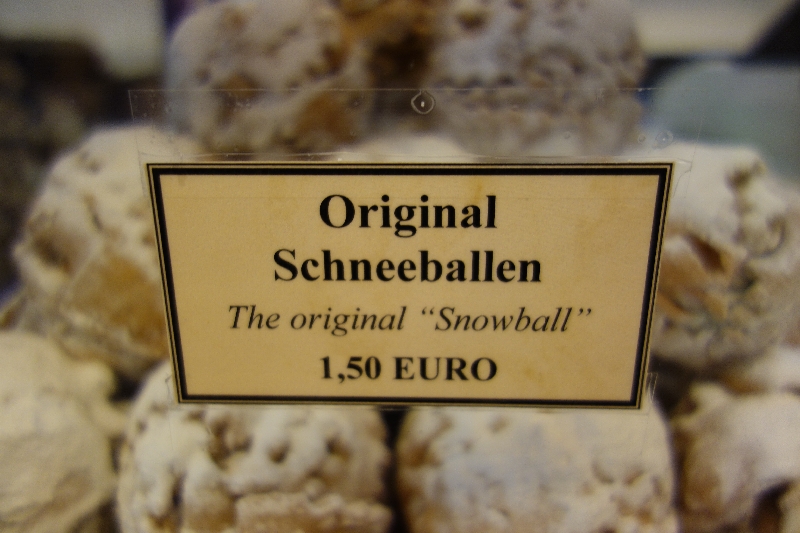 Original
Schneeballen
The original “Snowball”
1,50 EURO